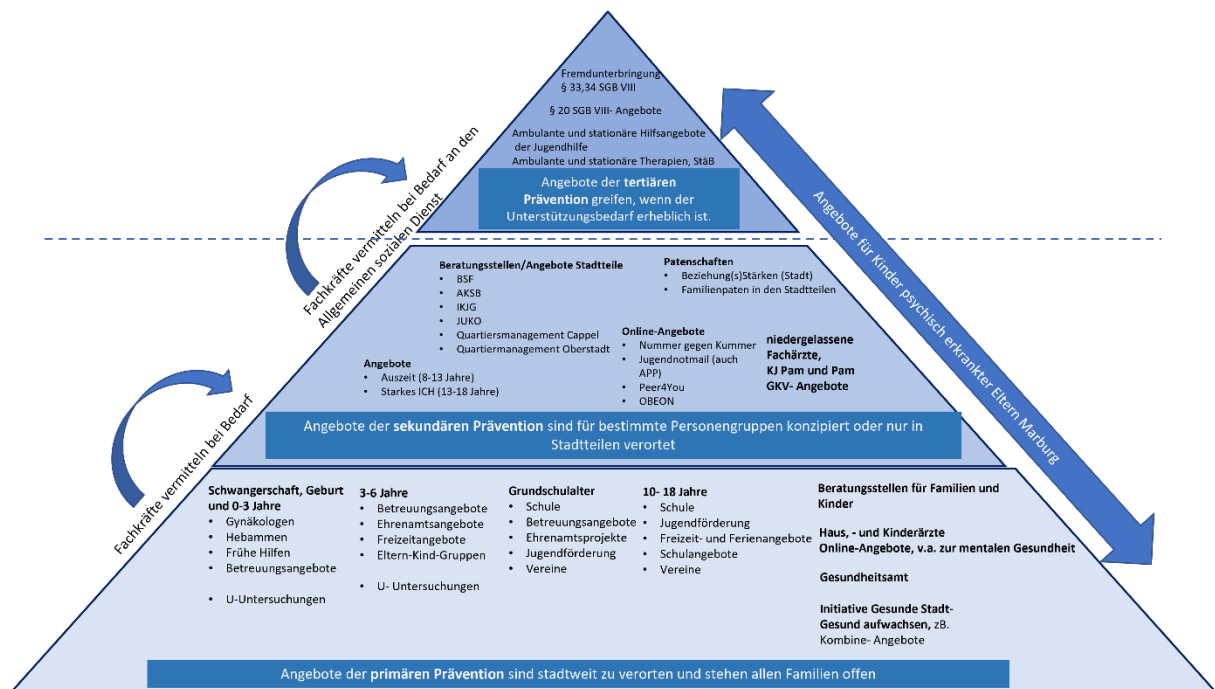 Fremdunterbringung
§ 33,34 SGB VIII
§ 20 SGB VIII- Angebote
Ambulante und stationäre Hilfsangebote
der Jugendhilfe
Ambulante und stationäre Therapien, StäB
Angebote der tertiären
Prävention greifen, wenn der
Unterstützungsbedarf erheblich ist.
Fachkräfte vermitteln bei Bedarf an den
Allgemeinen sozialen Dienst
Angebote für Kinder psychisch erkrankter Eltern Marburg
Beratungsstellen/Angebote Stadtteile
• BSF
• AKSB
• IKJG
• JUKO
• Quartiersmanagement Cappel
• Quartiermanagement Oberstadt
Patenschaften
• Beziehung(s)Stärken (Stadt)
• Familienpaten in den Stadtteilen
Angebote
• Auszeit (8-13 Jahre)
• Starkes ICH (13-18 Jahre)
Online-Angebote
• Nummer gegen Kummer
• Jugendnotmail (auch
APP)
• Peer4You
• OBEON
niedergelassene
Fachärzte,
KJ Pam und Pam
GKV- Angebote
Angebote der sekundären Prävention sind für bestimmte Personengruppen konzipiert oder nur in
Stadtteilen verortet
Fachkräfte vermitteln bei Bedarf
Schwangerschaft, Geburt
und 0-3 Jahre
• Gynäkologen
• Hebammen
• Frühe Hilfen
• Betreuungsangebote
• U-Untersuchungen
3-6 Jahre
• Betreuungsangebote
• Ehrenamtsangebote
• Freizeitangebote
• Eltern-Kind-Gruppen
• U- Untersuchungen
Grundschulalter
• Schule
• Betreuungsangebote
• Ehrenamtsprojekte
• Jugendförderung
• Vereine
10- 18 Jahre
• Schule
• Jugendförderung
• Freizeit- und Ferienangebote
• Schulangebote
• Vereine
Beratungsstellen für Familien und
Kinder
Haus, - und Kinderärzte
Online-Angebote, v.a. zur mentalen Gesundheit
Gesundheitsamt
Initiative Gesunde Stadt-
Gesund aufwachsen, zB.
Kombine- Angebote
Angebote der primären Prävention sind stadtweit zu verorten und stehen allen Familien offen